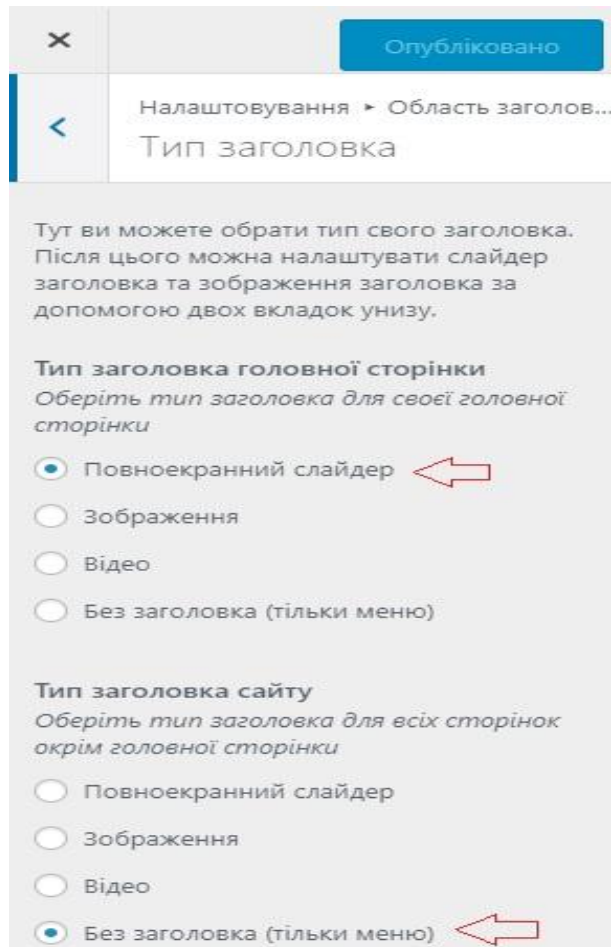 Опубліковано
Налаштовування ▸ Область заголов...
Тип заголовка
Тут ви можете обрати тип свого заголовка.
Після цього можна налаштувати слайдер
заголовка та зображення заголовка за
допомогою двох вкладок унизу.
Тип заголовка головної сторінки
Оберіть тип заголовка для своєї головної
сторінки
Повноекранний слайдер
Зображення
Відео
Без заголовка (тільки меню)
Тип заголовка сайту
Оберіть тип заголовка для всіх сторінок
окрім головної сторінки
Повноекранний слайдер
Зображення
Відео
Без заголовка (тільки меню)